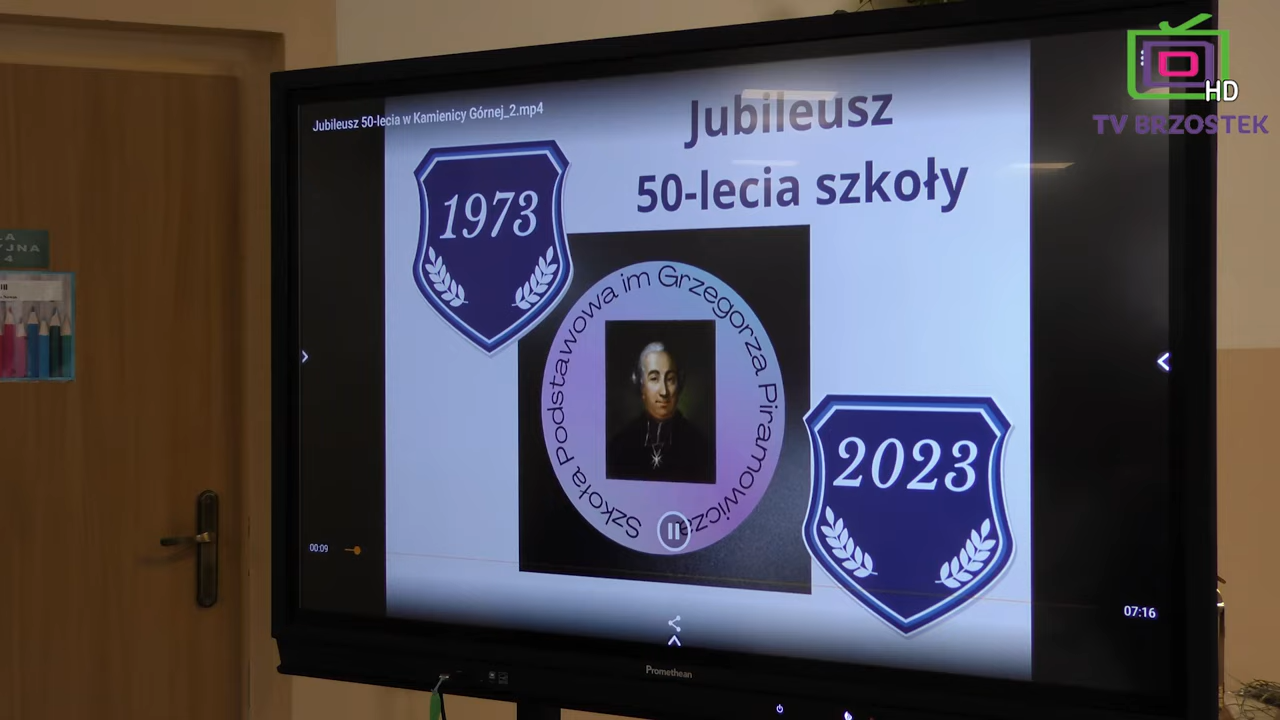 HD
TV BRZOSTEK
Jubileusz 50-lecia w Kamienicy Górnej_2.mp4
Jubileusz
50-lecia szkoły
1973
Szkoła Podstawowa im Grzegorza Piramowicza
2023
00:09
07:16
Promethean
4